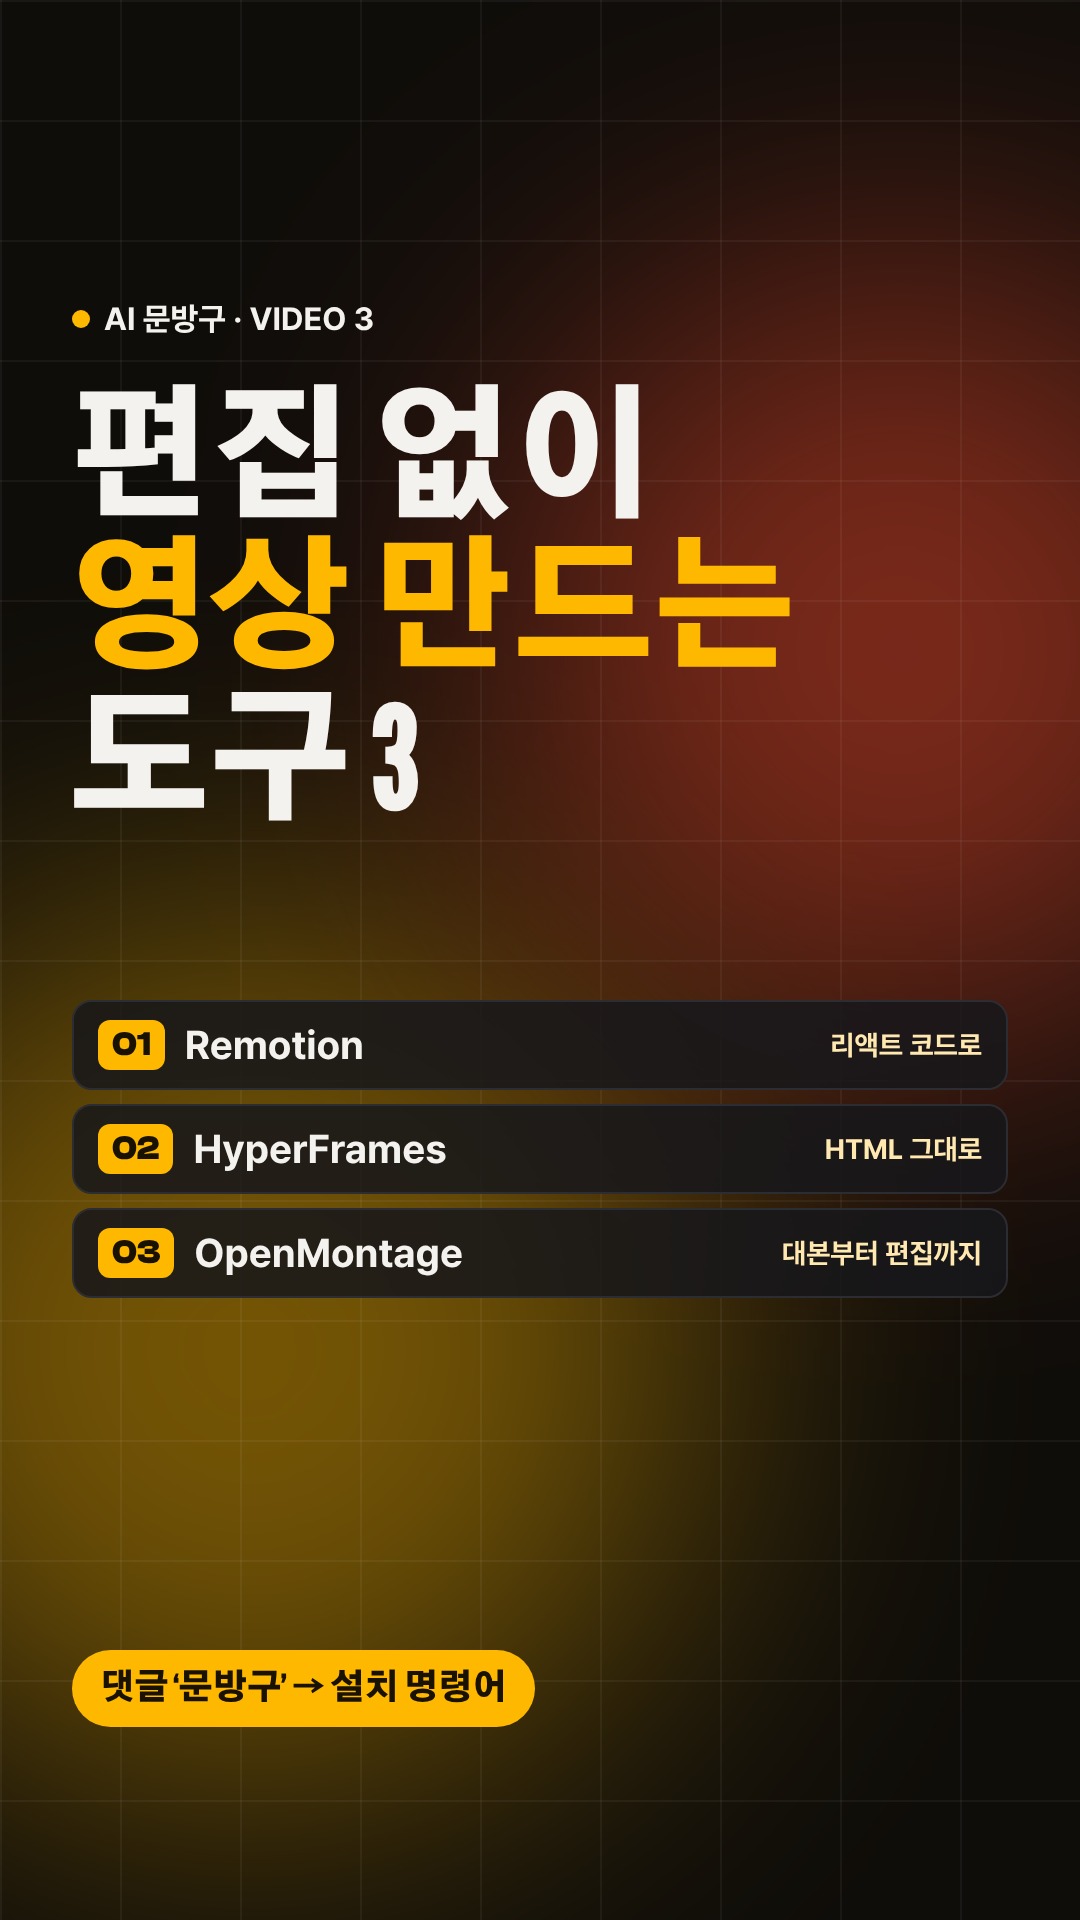 AI 문방구 · VIDEO 3
편집 없이
영상 만드는
도구 3
01 Remotion 리액트 코드로
02 HyperFrames HTML 그대로
03 OpenMontage 대본부터 편집까지
댓글 ‘문방구’ → 설치 명령어